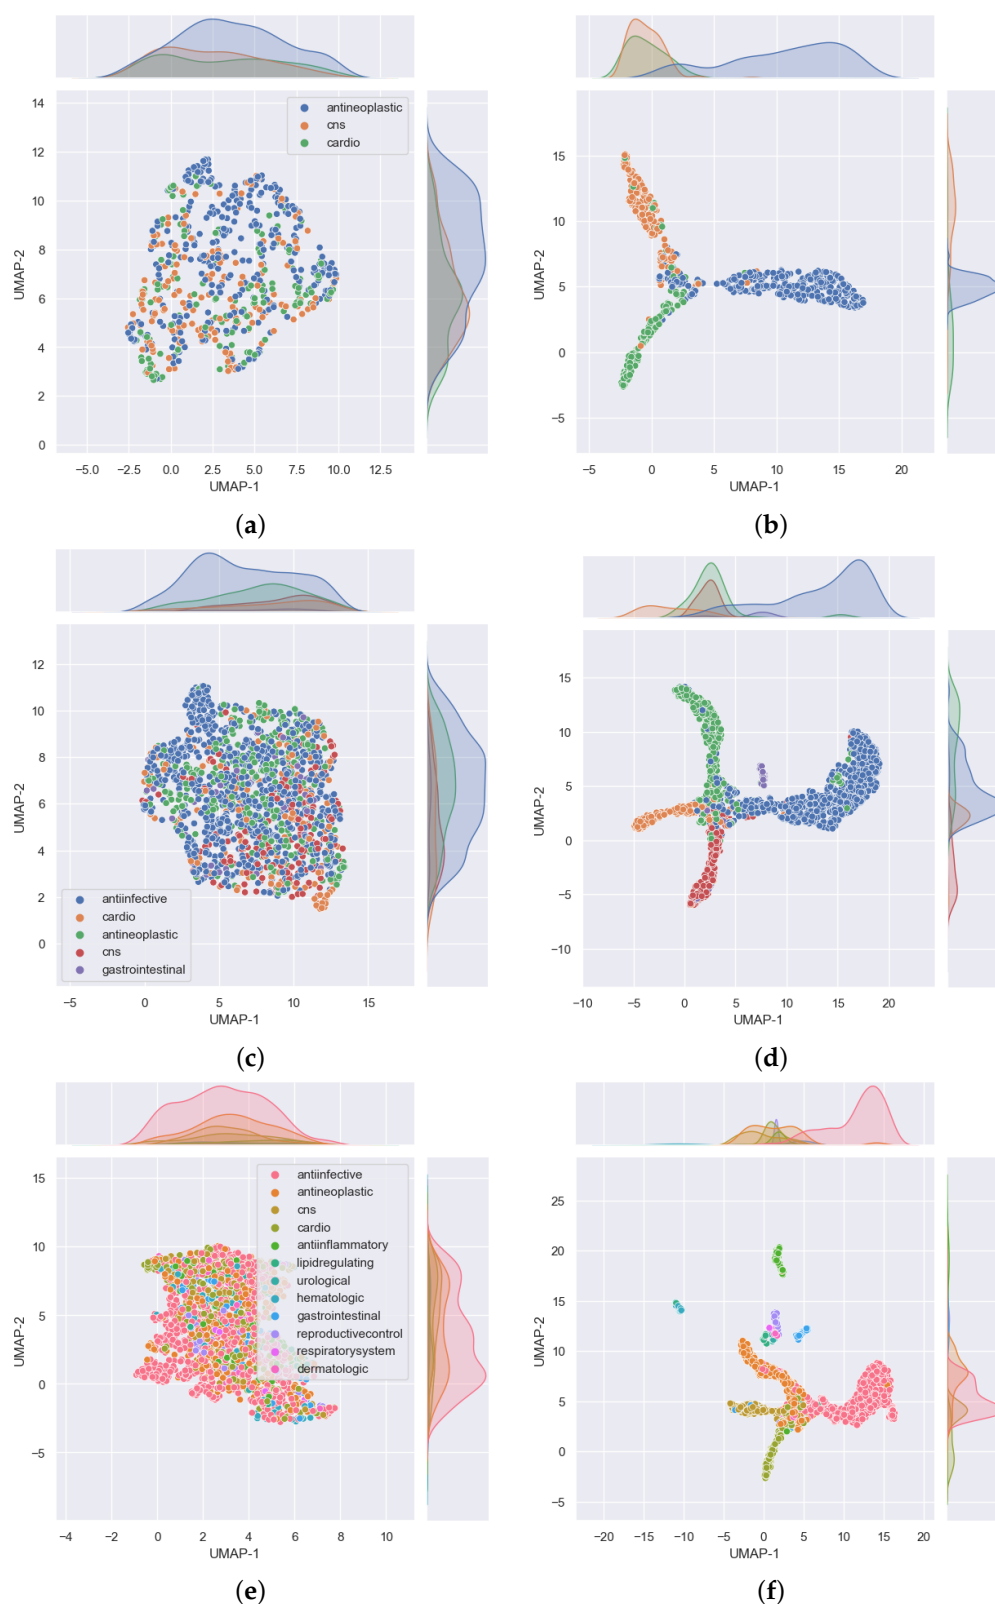 14
12
10
8
6
4
2
0
UMAP-2
antineoplastic
cns
cardio
−5.0 −2.5 0.0 2.5 5.0 7.5 10.0 12.5
UMAP-1
(a)
15
10
5
0
−5
UMAP-2
−5 0 5 10 15 20
UMAP-1
(b)
12
10
8
6
4
2
0
UMAP-2
antiinfective
cardio
antineoplastic
cns
gastrointestinal
−5 0 5 10 15
UMAP-1
(c)
15
10
5
0
−5
−10
UMAP-2
−10 −5 0 5 10 15 20
UMAP-1
(d)
15
10
5
0
−5
UMAP-2
antiinfective
antineoplastic
cns
cardio
antiinflammatory
lipidregulating
urological
hematologic
gastrointestinal
reproductivecontrol
respiratorysystem
dermatologic
−4 −2 0 2 4 6 8 10
UMAP-1
(e)
25
20
15
10
5
0
−5
UMAP-2
−20 −15 −10 −5 0 5 10 15 20
UMAP-1
(f)